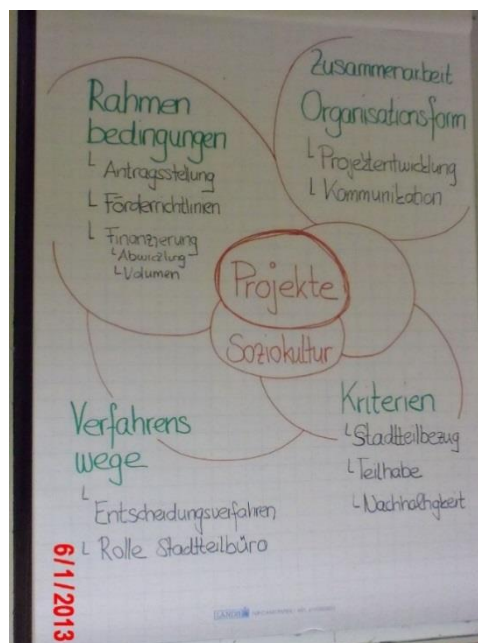 Rahmen
bedingungen
└ Antragsstellung
└ Förderrichtlinien
└ Finanzierung
└ Abwicklung
└ Volumen
Zusammenarbeit
Organisationsform
└ Projektentwicklung
└ Kommunikation
Projekte
Soziokultur
Verfahrens
wege
└
Entscheidungsverfahren
└ Rolle Stadtteilbüro
Kriterien
└ Stadtteilbezug
└ Teilhabe
└ Nachhaltigkeit
6/1/2013